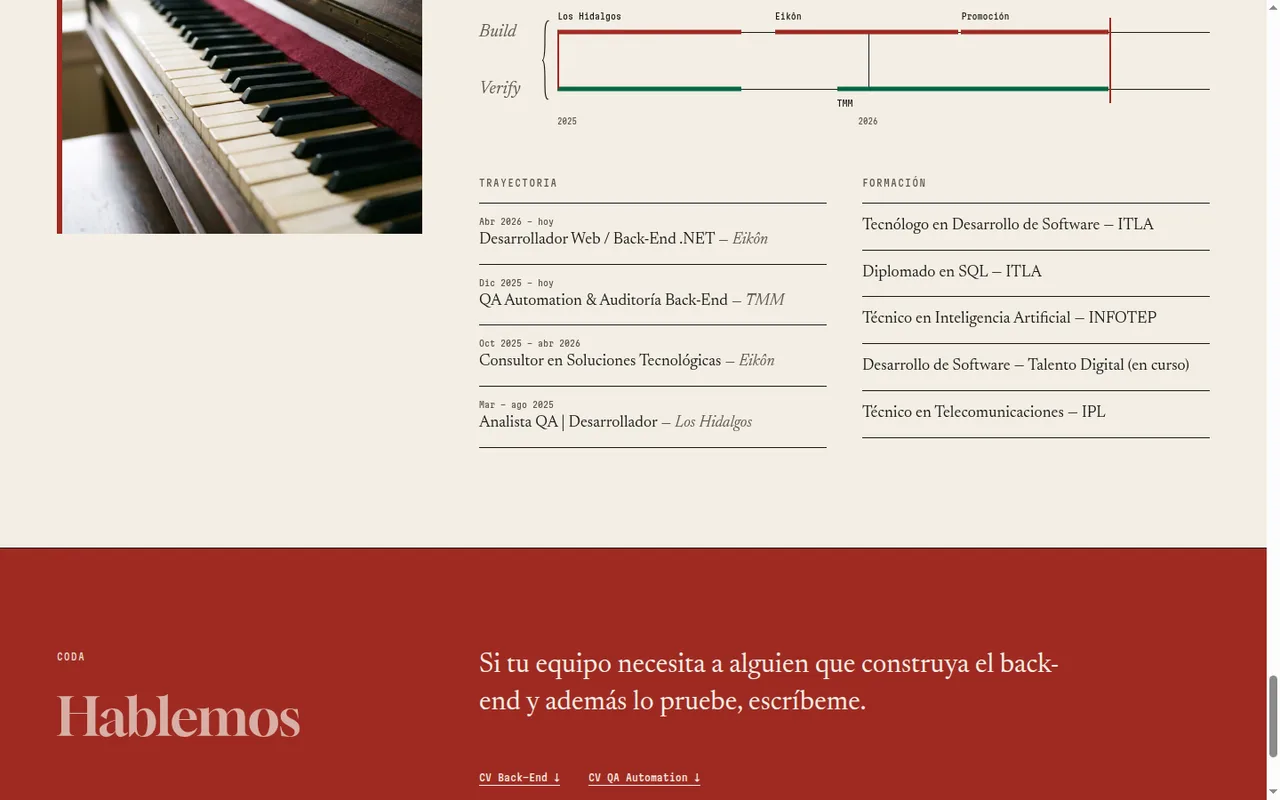 Los Hidalgos
Eikôn
Promoción
Build
Verify
TMM
2025
2026
TRAYECTORIA
Abr 2026 – hoy
Desarrollador Web / Back-End .NET – Eikôn
Dic 2025 – hoy
QA Automation & Auditoría Back-End – TMM
Oct 2025 – abr 2026
Consultor en Soluciones Tecnológicas – Eikôn
Mar – ago 2025
Analista QA | Desarrollador – Los Hidalgos
FORMACIÓN
Tecnólogo en Desarrollo de Software – ITLA
Diplomado en SQL – ITLA
Técnico en Inteligencia Artificial – INFOTEP
Desarrollo de Software – Talento Digital (en curso)
Técnico en Telecomunicaciones – IPL
CODA
Hablemos
Si tu equipo necesita a alguien que construya el back-
end y además lo pruebe, escríbeme.
CV Back-End ↓
CV QA Automation ↓